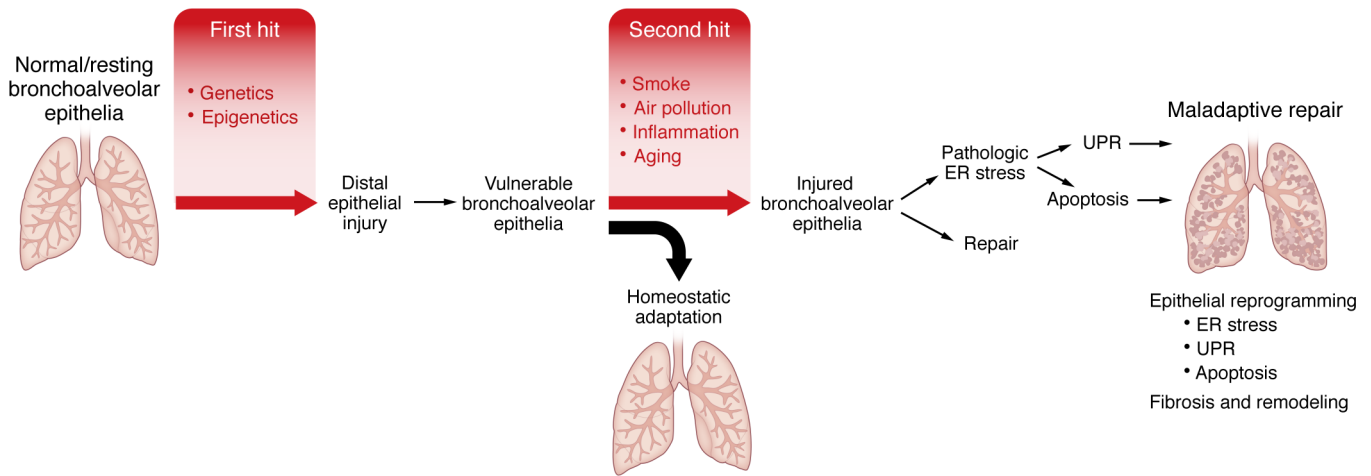 Normal/resting
bronchoalveolar
epithelia
First hit
• Genetics
• Epigenetics
Distal
epithelial
injury
Vulnerable
bronchoalveolar
epithelia
Second hit
• Smoke
• Air pollution
• Inflammation
• Aging
Homeostatic
adaptation
Injured
bronchoalveolar
epithelia
Pathologic
ER stress
Repair
UPR
Apoptosis
Maladaptive repair
Epithelial reprogramming
• ER stress
• UPR
• Apoptosis
Fibrosis and remodeling